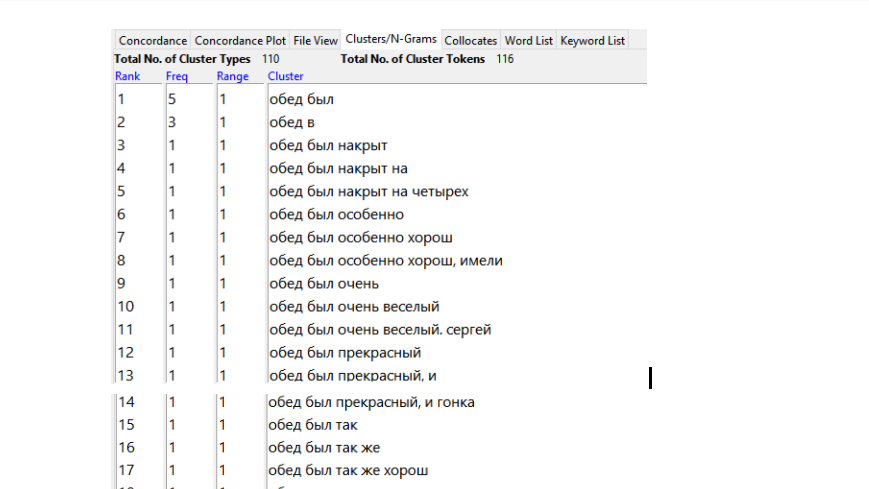 Concordance Concordance Plot File View Clusters/N-Grams Collocates Word List Keyword List
Total No. of Cluster Types 110 Total No. of Cluster Tokens 116
Rank Freq Range Cluster
1 5 1 обед был
2 3 1 обед в
3 1 1 обед был накрыт
4 1 1 обед был накрыт на
5 1 1 обед был накрыт на четырех
6 1 1 обед был особенно
7 1 1 обед был особенно хорош
8 1 1 обед был особенно хорош, имели
9 1 1 обед был очень
10 1 1 обед был очень веселый
11 1 1 обед был очень веселый. сергей
12 1 1 обед был прекрасный
13 1 1 обед был прекрасный, и
14 1 1 обед был прекрасный, и гонка
15 1 1 обед был так
16 1 1 обед был так же
17 1 1 обед был так же хорош